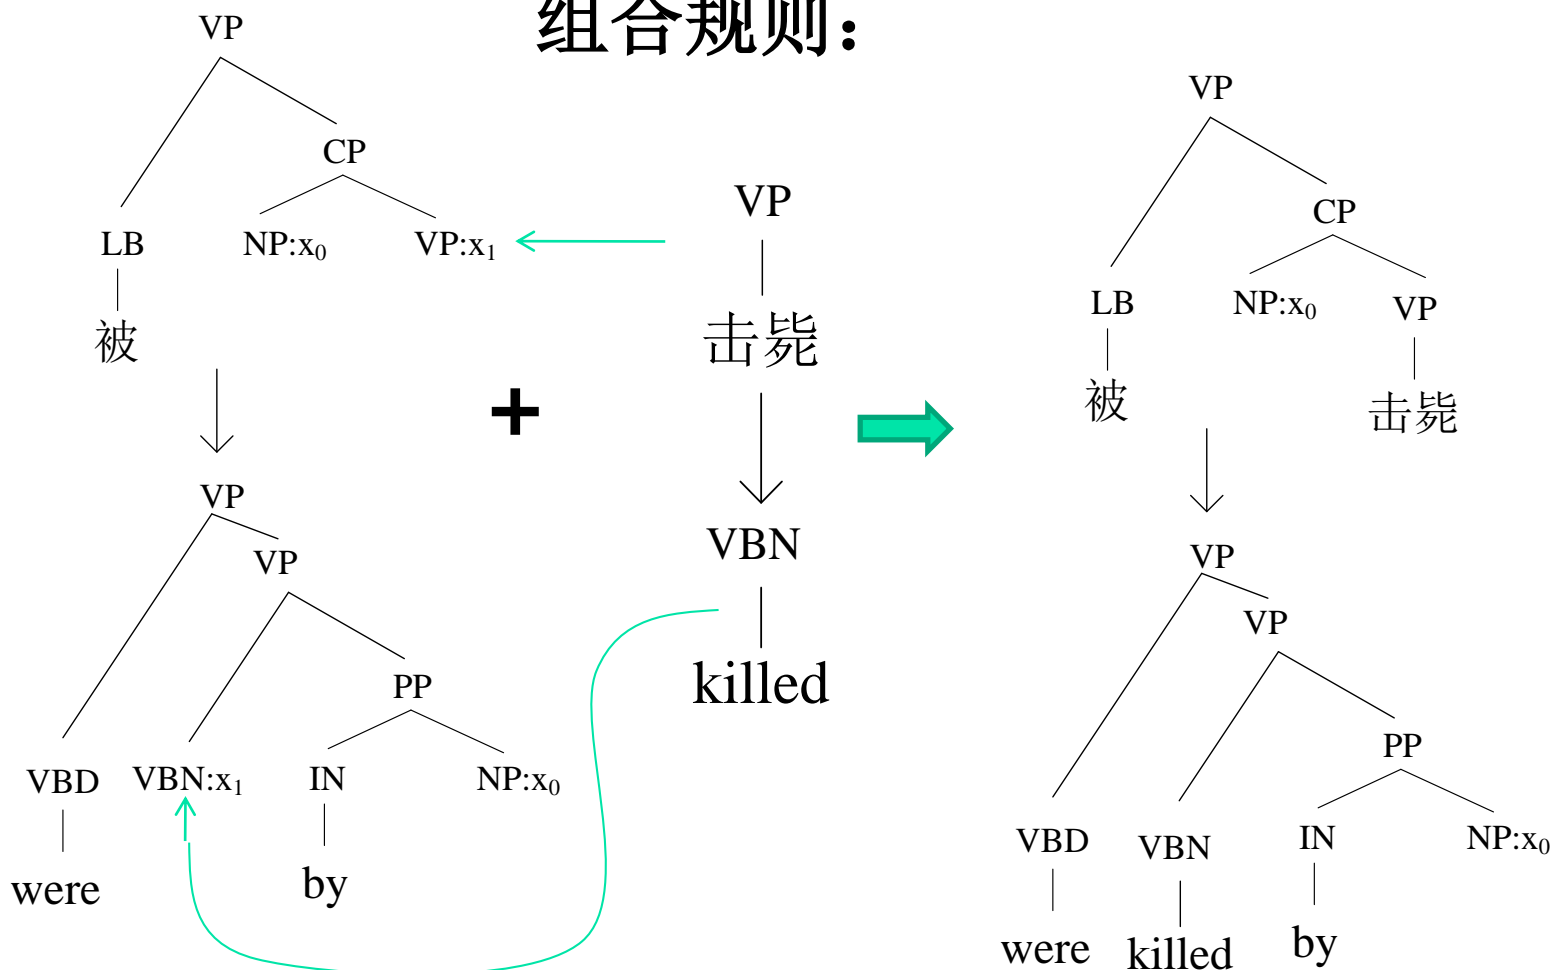 组合规则：
VP
CP
LB NP:x₀ VP:x₁
被
VP
VP
PP
VBD VBN:x₁ IN NP:x₀
were by
+
VP
击毙
VBN
killed
VP
CP
LB NP:x₀ VP
被 击毙
VP
VP
PP
VBD VBN IN NP:x₀
were killed by